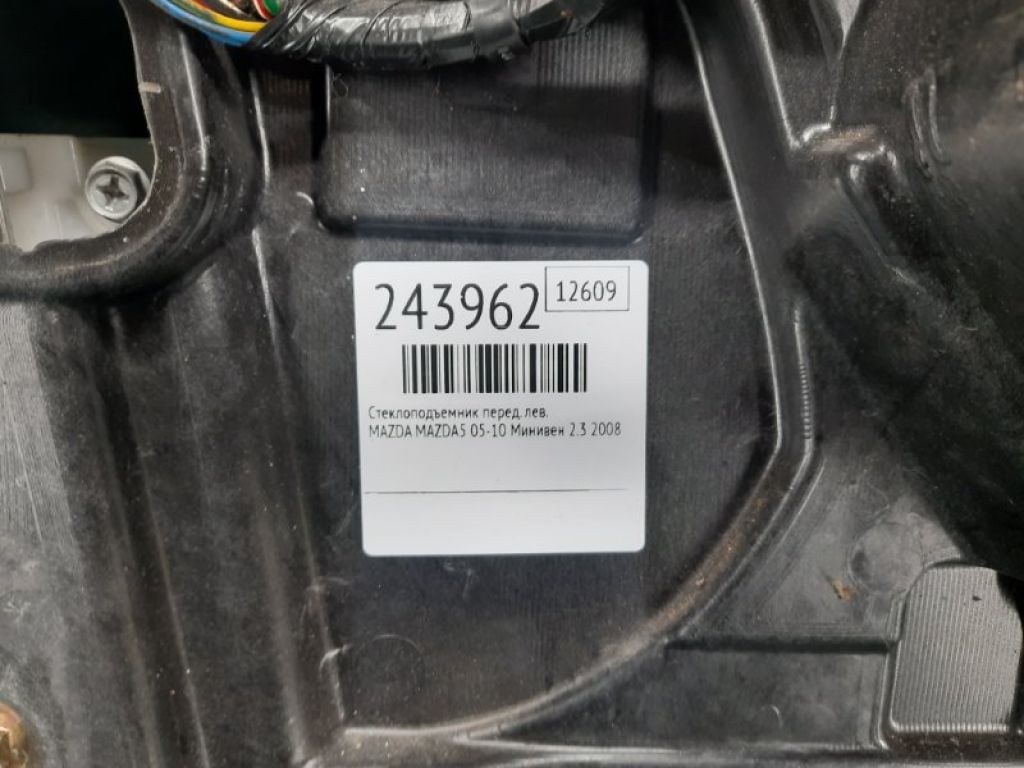 243962 12609
Стеклоподъемник перед. лев.
MAZDA MAZDA5 05-10 Минивен 2.3 2008